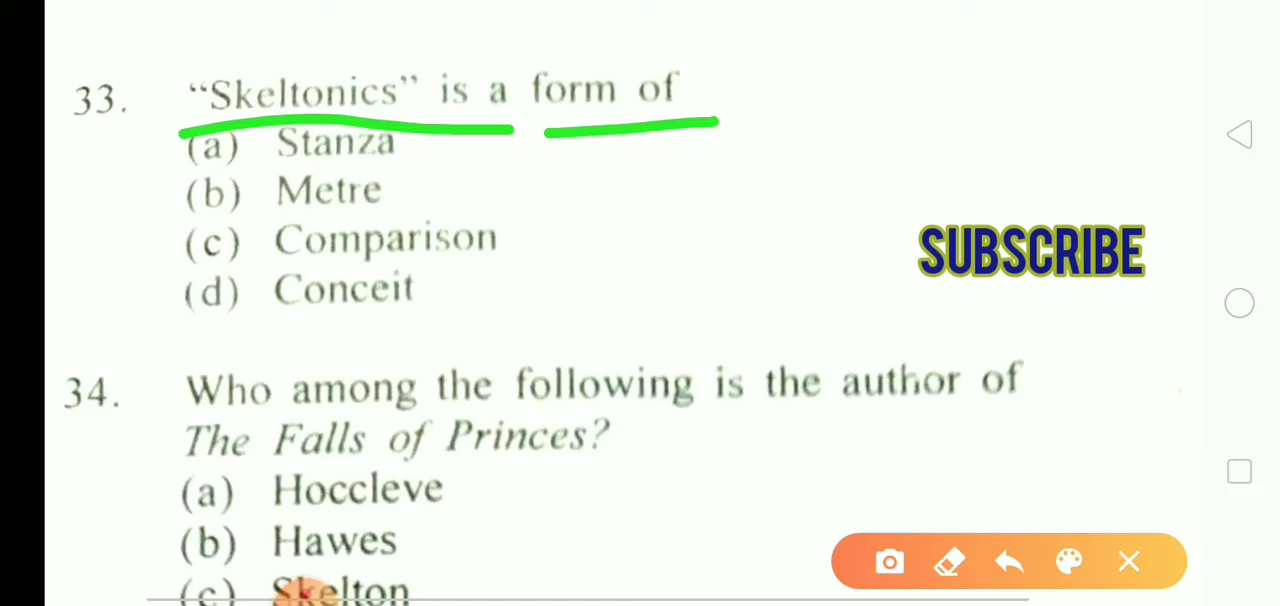 33. "Skeltonics" is a form of
(a) Stanza
(b) Metre
(c) Comparison
(d) Conceit
SUBSCRIBE
34. Who among the following is the author of
The Falls of Princes?
(a) Hoccleve
(b) Hawes
(c) Skelton